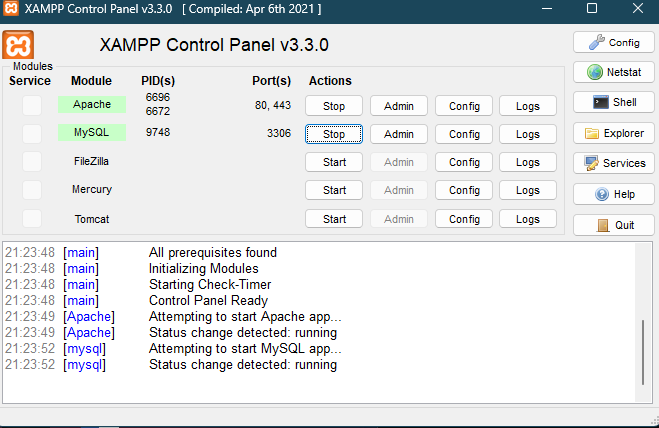 XAMPP Control Panel v3.3.0 [ Compiled: Apr 6th 2021 ]
XAMPP Control Panel v3.3.0
Config
Modules
Service Module PID(s) Port(s) Actions
Netstat
Apache 6696 6672 80, 443 Stop Admin Config Logs
Shell
MySQL 9748 3306 Stop Admin Config Logs
Explorer
FileZilla Start Admin Config Logs
Services
Mercury Start Admin Config Logs
Help
Tomcat Start Admin Config Logs
Quit
21:23:48 [main] All prerequisites found
21:23:48 [main] Initializing Modules
21:23:48 [main] Starting Check-Timer
21:23:48 [main] Control Panel Ready
21:23:49 [Apache] Attempting to start Apache app...
21:23:49 [Apache] Status change detected: running
21:23:52 [mysql] Attempting to start MySQL app...
21:23:52 [mysql] Status change detected: running